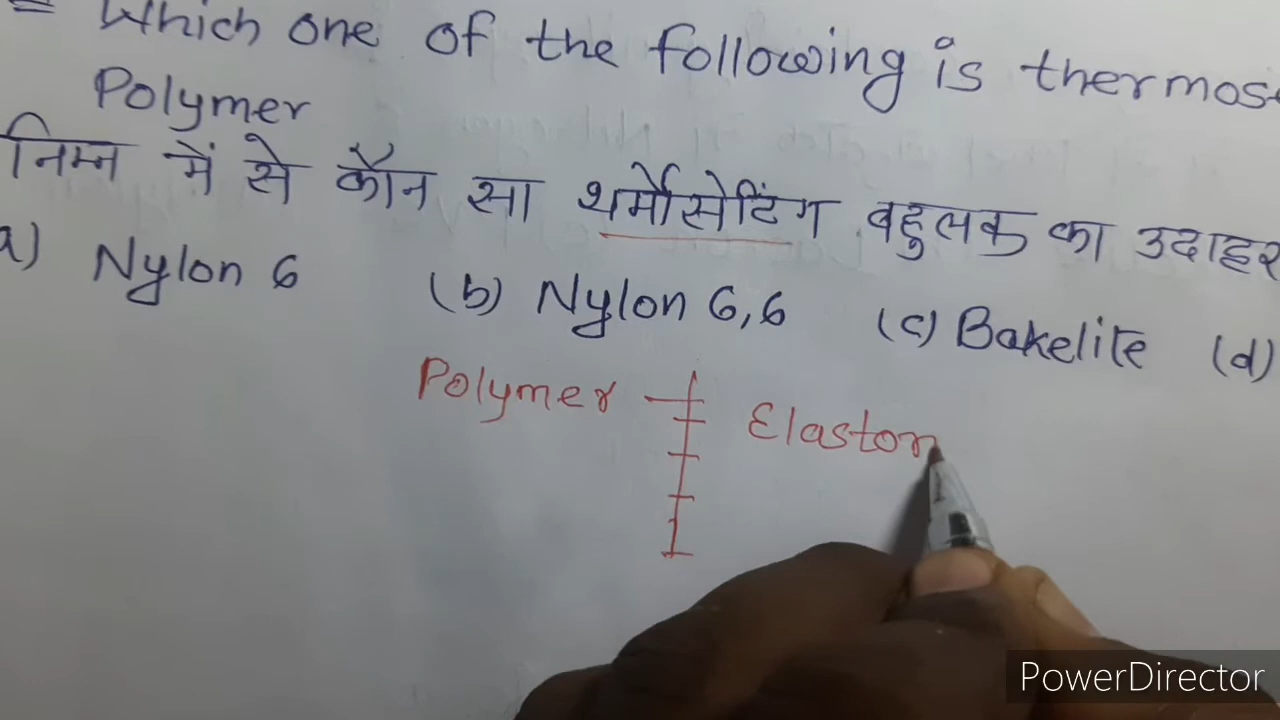 Which one of the following is thermos
Polymer
निम्न में से कौन सा थर्मोसेटिंग बहुलक का उदाहर
a) Nylon 6 (b) Nylon 6,6 (c) Bakelite (d)
Polymer Elastom
PowerDirector